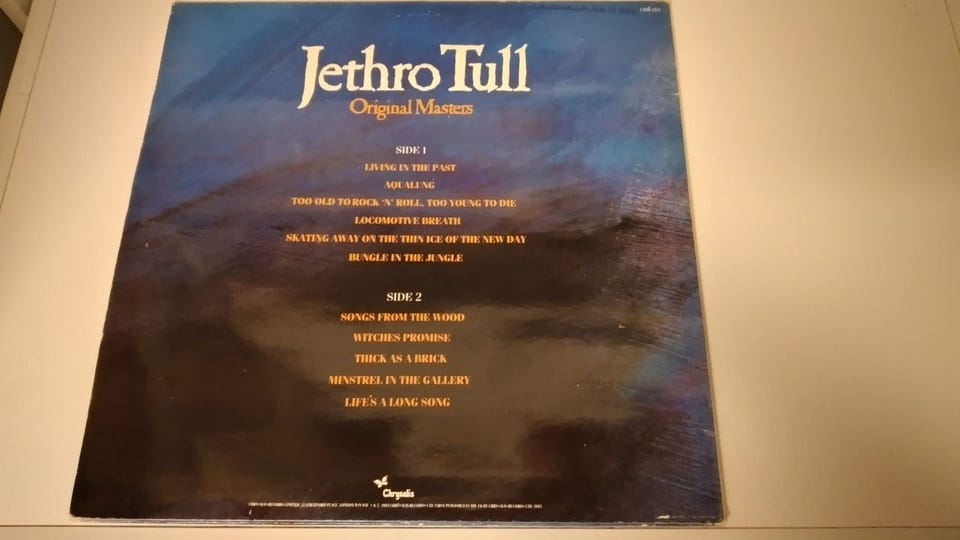 Jethro Tull
Original Masters
SIDE 1
LIVING IN THE PAST
AQUALUNG
TOO OLD TO ROCK 'N' ROLL, TOO YOUNG TO DIE
LOCOMOTIVE BREATH
SKATING AWAY ON THE THIN ICE OF THE NEW DAY
BUNGLE IN THE JUNGLE
SIDE 2
SONGS FROM THE WOOD
WITCHES PROMISE
THICK AS A BRICK
MINSTREL IN THE GALLERY
LIFE'S A LONG SONG
Chrysalis